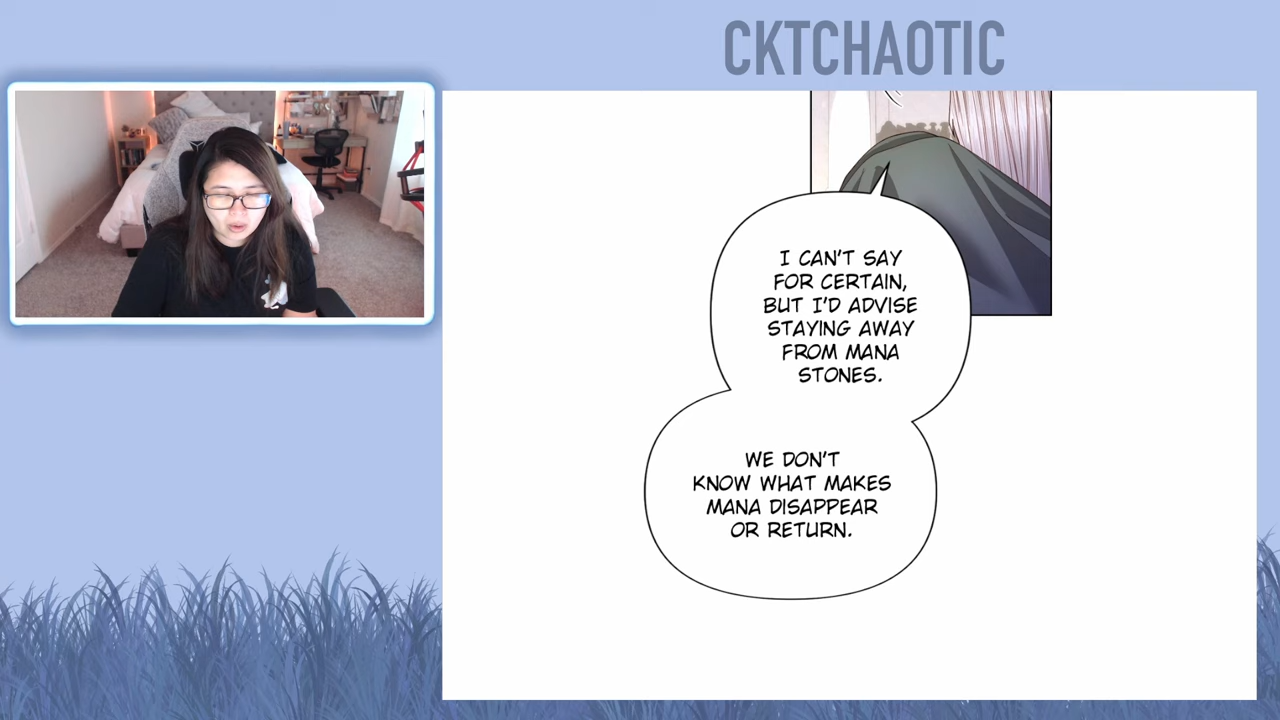 CKTCHAOTIC
I CAN'T SAY
FOR CERTAIN,
BUT I'D ADVISE
STAYING AWAY
FROM MANA
STONES.
WE DON'T
KNOW WHAT MAKES
MANA DISAPPEAR
OR RETURN.